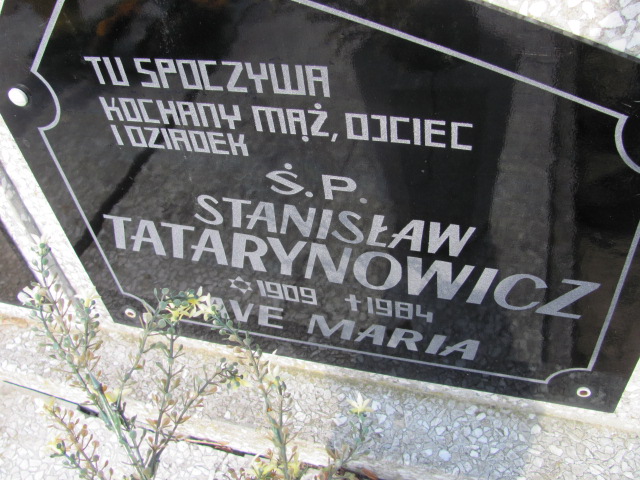 TU SPOCZYWA
KOCHANY MĄŻ, OJCIEC
I DZIADEK
Ś.P.
STANISŁAW
TATARYNOWICZ
✡1909 ✝1984
AVE MARIA